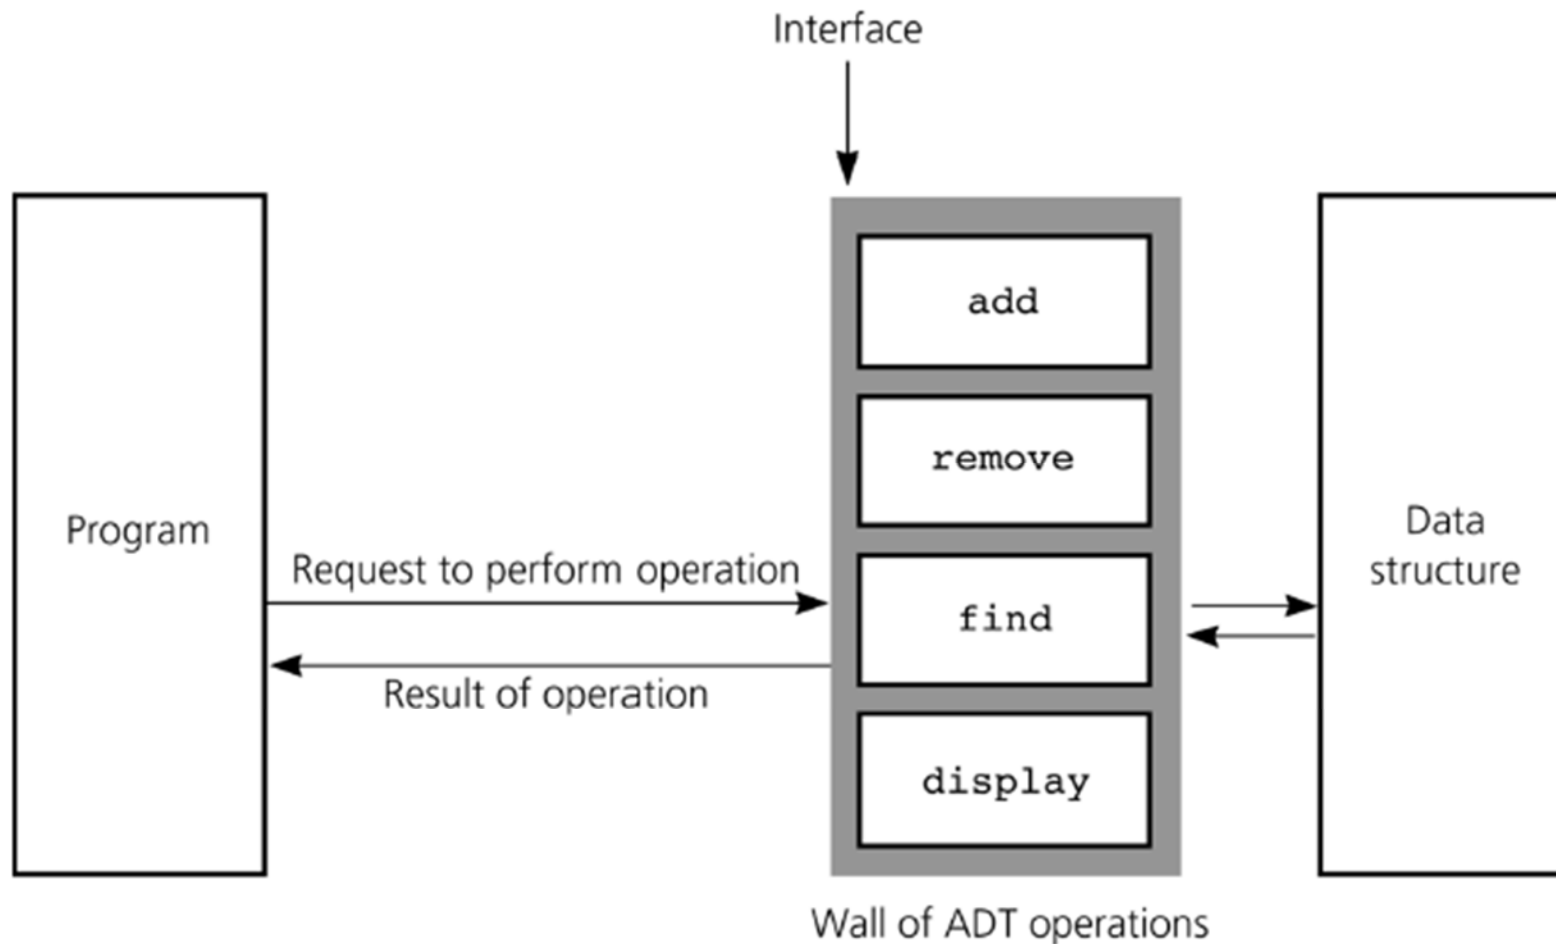 Interface
add
remove
Program
Data
structure
Request to perform operation
find
Result of operation
display
Wall of ADT operations